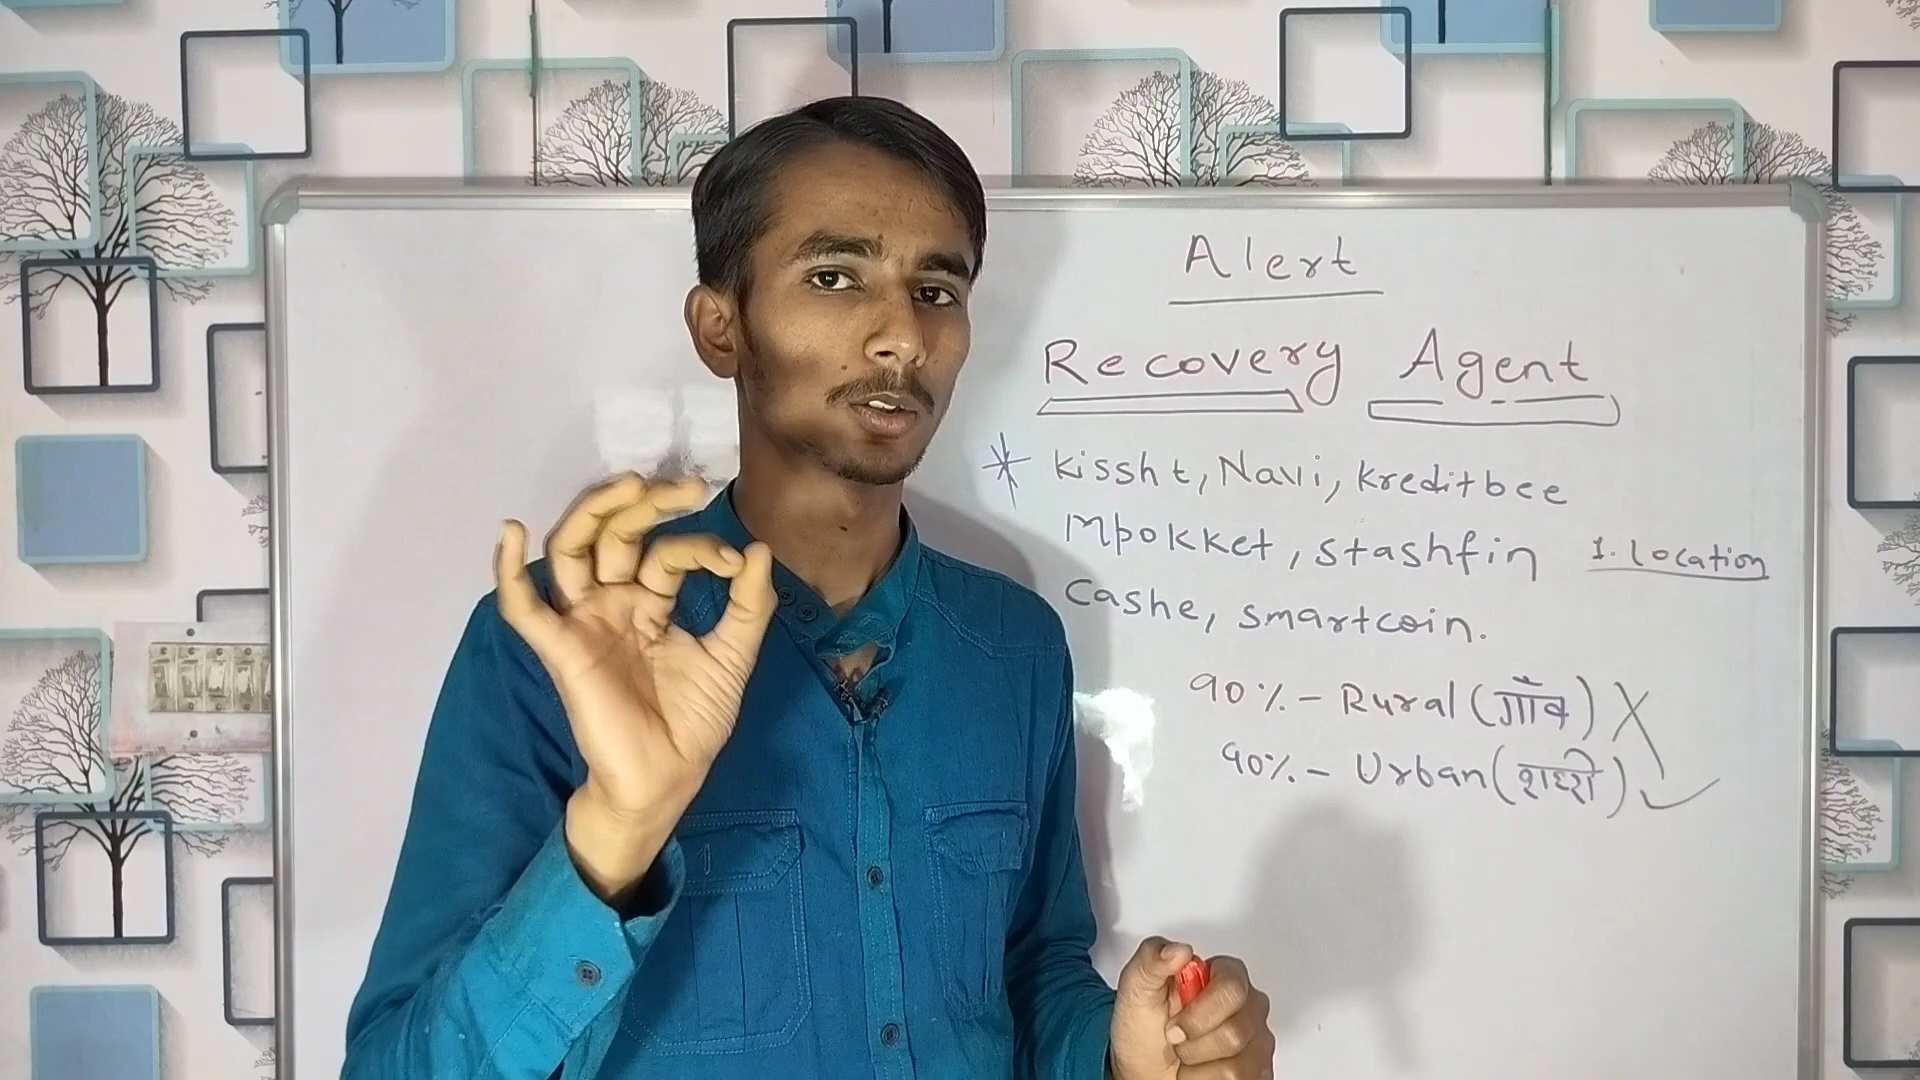 Alert
Recovery Agent
* Kissht, Navi, Kreditbee
Mpokket, Stashfin
1. Location
Cashe, smartcoin.
90% - Rural (गाँव) X
90% - Urban (शहरी) ✓